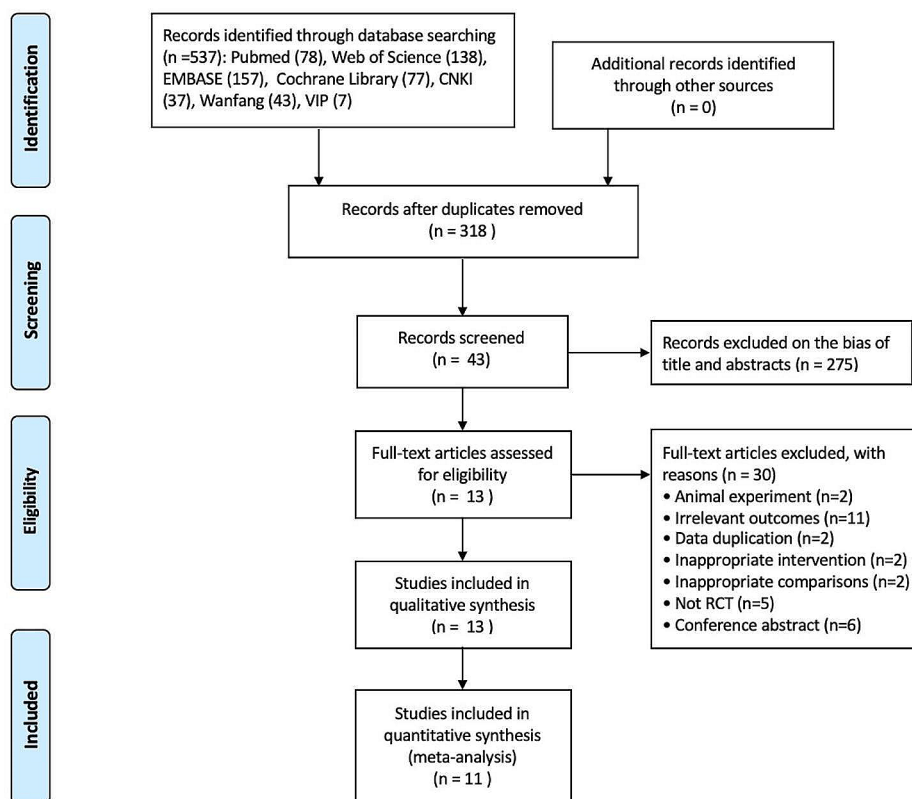 Identification
Records identified through database searching
(n =537): Pubmed (78), Web of Science (138),
EMBASE (157), Cochrane Library (77), CNKI
(37), Wanfang (43), VIP (7)
Additional records identified
through other sources
(n = 0)
Records after duplicates removed
(n = 318 )
Screening
Records screened
(n = 43)
Records excluded on the bias of
title and abstracts (n = 275)
Eligibility
Full-text articles assessed
for eligibility
(n = 13 )
Full-text articles excluded, with
reasons (n = 30)
• Animal experiment (n=2)
• Irrelevant outcomes (n=11)
• Data duplication (n=2)
• Inappropriate intervention (n=2)
• Inappropriate comparisons (n=2)
• Not RCT (n=5)
• Conference abstract (n=6)
Studies included in
qualitative synthesis
(n = 13 )
Included
Studies included in
quantitative synthesis
(meta-analysis)
(n = 11 )